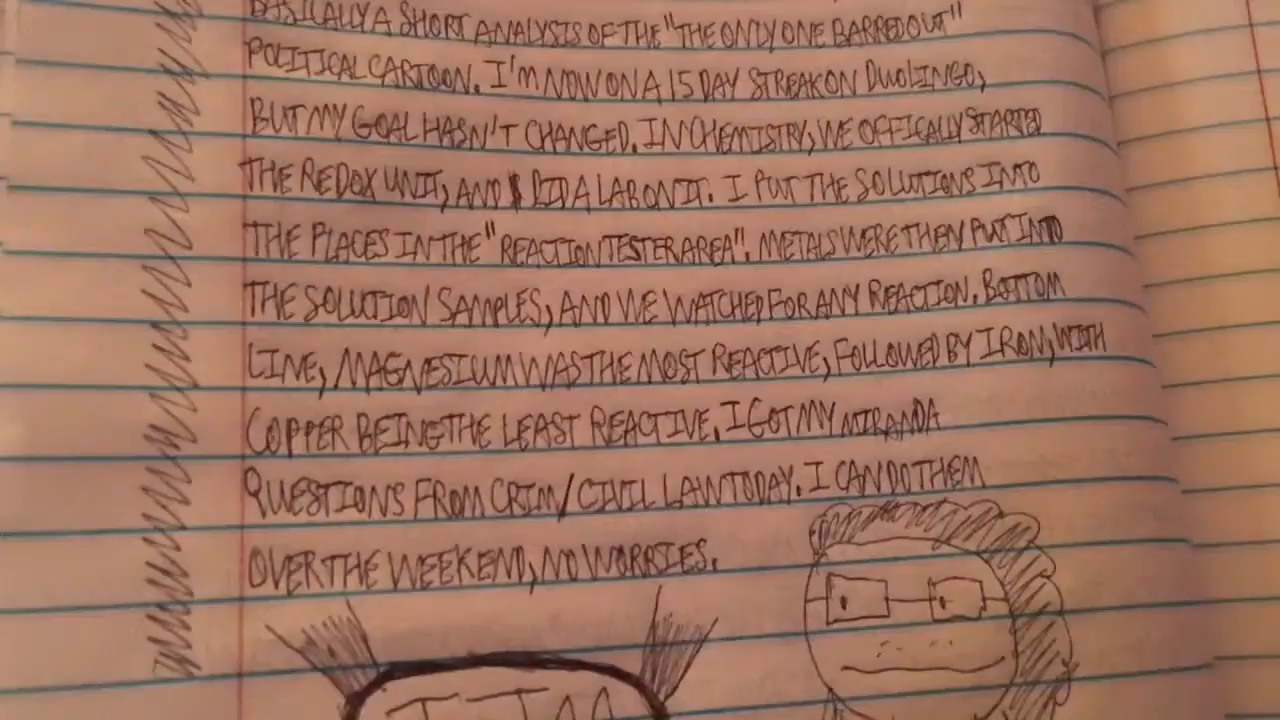 BASICALLY A SHORT ANALYSIS OF THE "THE ONLY ONE BARRED OUT"
POLITICAL CARTOON. I'M NOW ON A 15 DAY STREAK ON DUOLINGO,
BUT MY GOAL HASN'T CHANGED. IN CHEMISTRY, WE OFFICALLY STARTED
THE REDOX UNIT, AND DID A LAB ON IT. I PUT THE SOLUTIONS INTO
THE PLACES IN THE "REACTION TESTER AREA". METALS WERE THEN PUT INTO
THE SOLUTION SAMPLES, AND WE WATCHED FOR ANY REACTION. BOTTOM
LINE, MAGNESIUM WAS THE MOST REACTIVE, FOLLOWED BY IRON, WITH
COPPER BEING THE LEAST REACTIVE. I GOT MY MIRANDA
QUESTIONS FROM CRIM/CIVIL LAW TODAY. I CAN DO THEM
OVER THE WEEKEND, NO WORRIES.